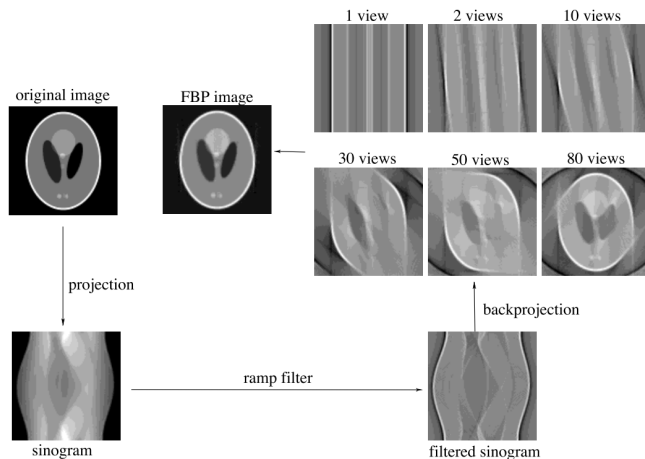 1 view
2 views
10 views
original image
FBP image
30 views
50 views
80 views
projection
backprojection
ramp filter
sinogram
filtered sinogram